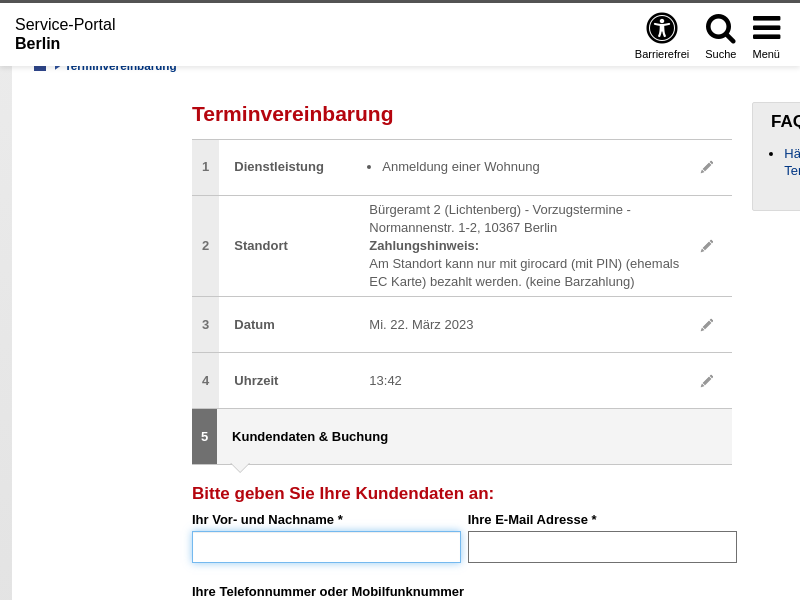 Service-Portal
Berlin
Barrierefrei
Suche
Menü
Terminvereinbarung
Terminvereinbarung
FAQ
Hä
Ter
1 Dienstleistung Anmeldung einer Wohnung
2 Standort
Bürgeramt 2 (Lichtenberg) - Vorzugstermine -
Normannenstr. 1-2, 10367 Berlin
Zahlungshinweis:
Am Standort kann nur mit girocard (mit PIN) (ehemals
EC Karte) bezahlt werden. (keine Barzahlung)
3 Datum Mi. 22. März 2023
4 Uhrzeit 13:42
5 Kundendaten & Buchung
Bitte geben Sie Ihre Kundendaten an:
Ihr Vor- und Nachname *
Ihre E-Mail Adresse *
Ihre Telefonnummer oder Mobilfunknummer